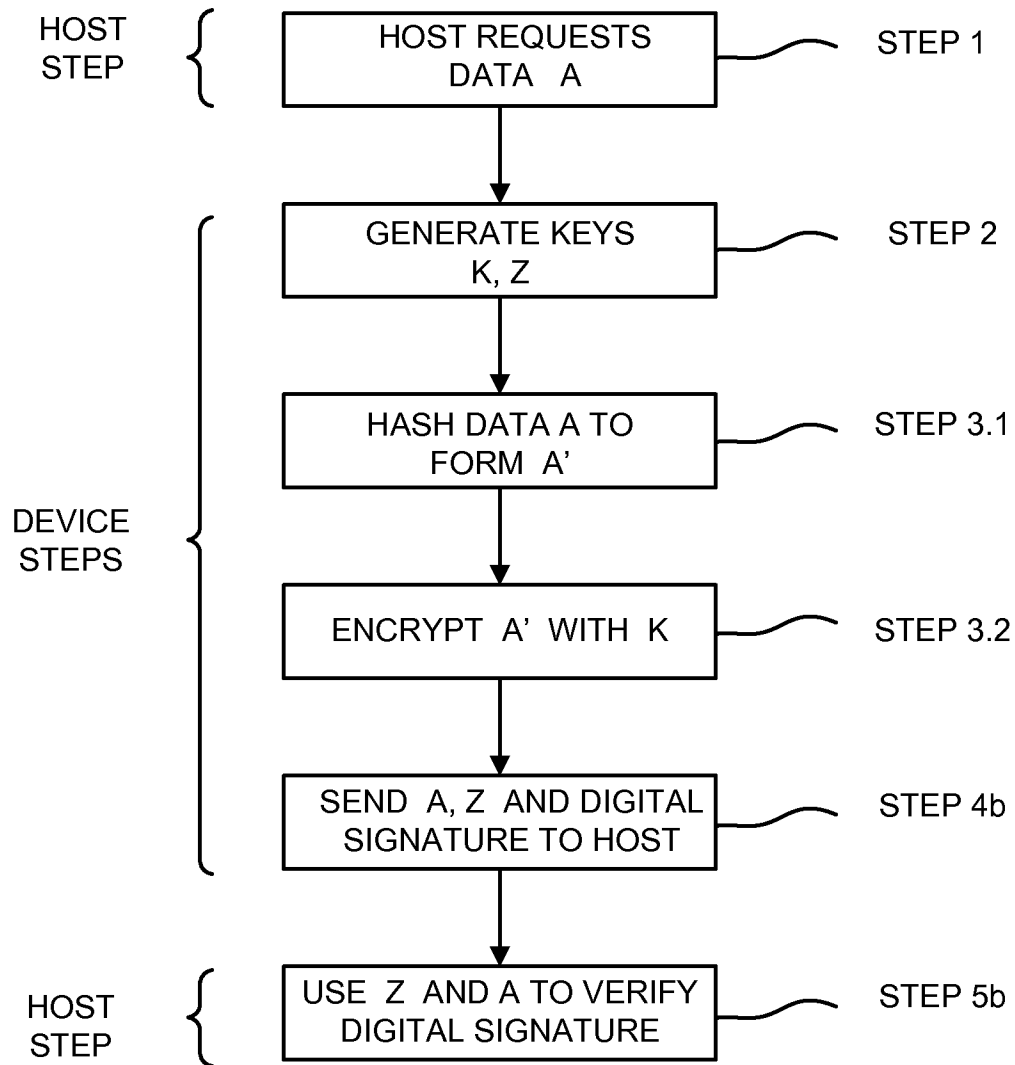 HOST
STEP
HOST REQUESTS
DATA A
STEP 1
GENERATE KEYS
K, Z
STEP 2
HASH DATA A TO
FORM A’
STEP 3.1
DEVICE
STEPS
ENCRYPT A’ WITH K
STEP 3.2
SEND A, Z AND DIGITAL
SIGNATURE TO HOST
STEP 4b
HOST
STEP
USE Z AND A TO VERIFY
DIGITAL SIGNATURE
STEP 5b